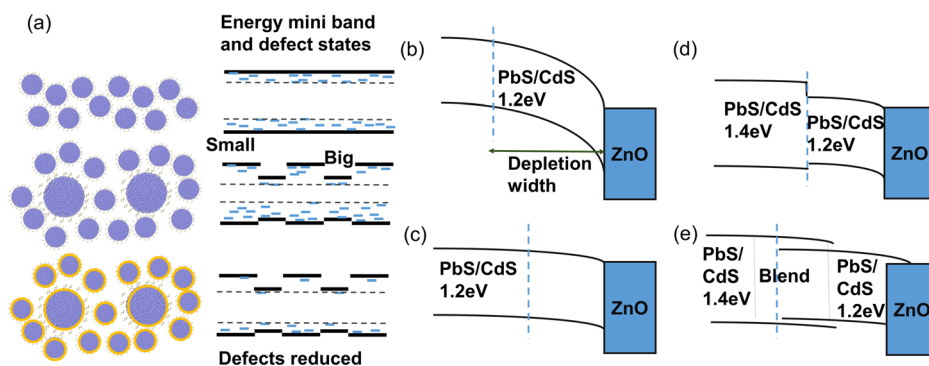 (a)
Energy mini band
and defect states
Small
Big
Defects reduced
(b)
PbS/CdS
1.2eV
Depletion
width
ZnO
(c)
PbS/CdS
1.2eV
ZnO
(d)
PbS/CdS
1.4eV
PbS/CdS
1.2eV
ZnO
(e)
PbS/
CdS
1.4eV
Blend
PbS/
CdS
1.2eV
ZnO